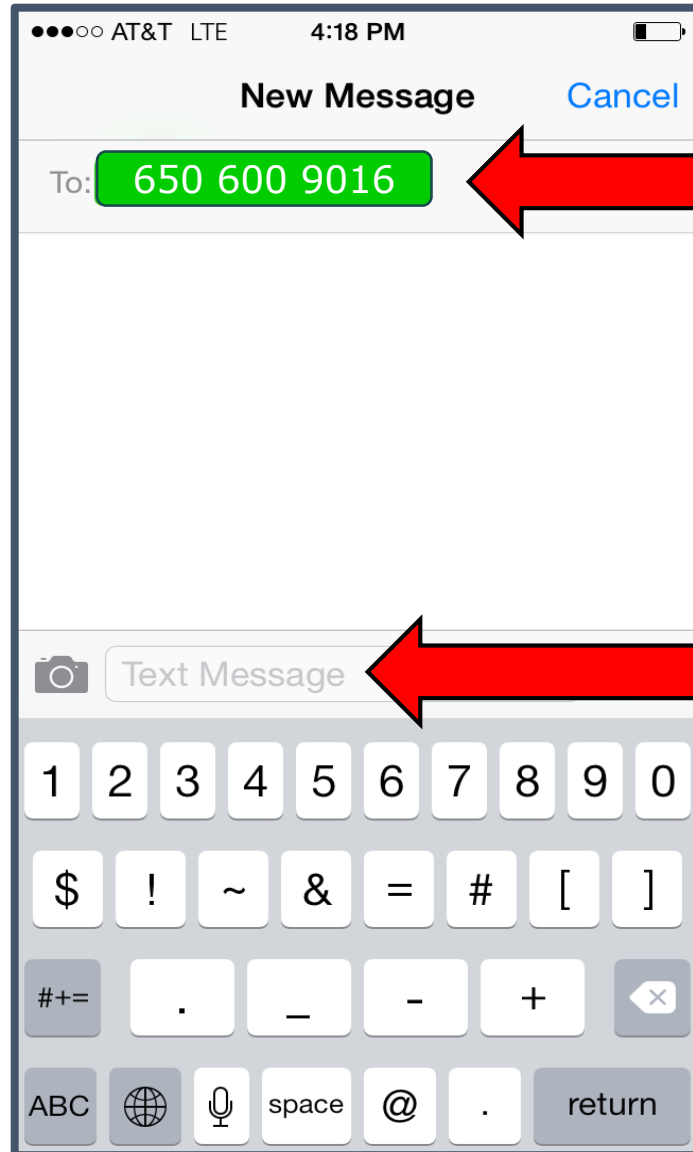 AT&T LTE 4:18 PM
New Message Cancel
To: 650 600 9016
Text Message
1 2 3 4 5 6 7 8 9 0
$ ! ~ & = # [ ]
#+= . _ - +
ABC space @ . return